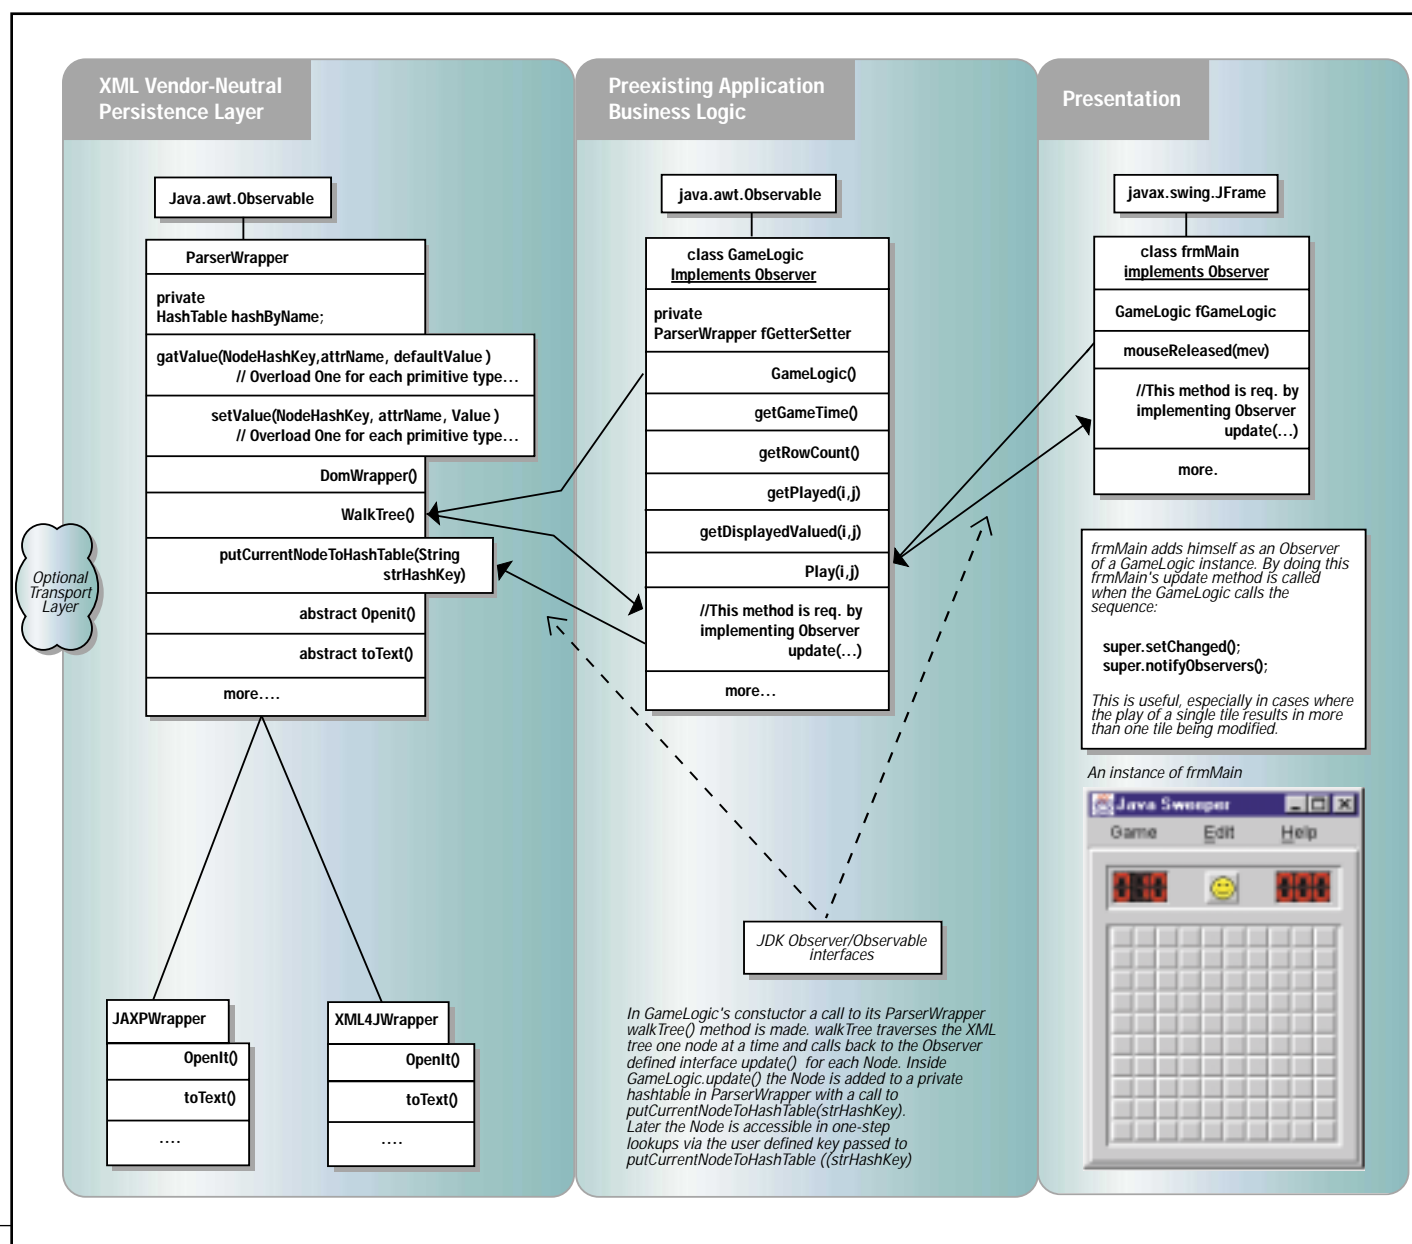 XML Vendor-Neutral
Persistence Layer
Java.awt.Observable
ParserWrapper
private
HashTable hashByName;
gatValue(NodeHashKey,attrName, defaultValue )
// Overload One for each primitive type...
setValue(NodeHashKey, attrName, Value )
// Overload One for each primitive type...
DomWrapper()
WalkTree()
putCurrentNodeToHashTable(String
strHashKey)
abstract Openit()
abstract toText()
more....
Optional
Transport
Layer
JAXPWrapper
OpenIt()
toText()
....
XML4JWrapper
OpenIt()
toText()
....
Preexisting Application
Business Logic
java.awt.Observable
class GameLogic
Implements Observer
private
ParserWrapper fGetterSetter
GameLogic()
getGameTime()
getRowCount()
getPlayed(i,j)
getDisplayedValued(i,j)
Play(i,j)
//This method is req. by
implementing Observer
update(...)
more...
JDK Observer/Observable
interfaces
In GameLogic's constuctor a call to its ParserWrapper
walkTree() method is made. walkTree traverses the XML
tree one node at a time and calls back to the Observer
defined interface update() for each Node. Inside
GameLogic.update() the Node is added to a private
hashtable in ParserWrapper with a call to
putCurrentNodeToHashTable(strHashKey).
Later the Node is accessible in one-step
lookups via the user defined key passed to
putCurrentNodeToHashTable ((strHashKey)
Presentation
javax.swing.JFrame
class frmMain
implements Observer
GameLogic fGameLogic
mouseReleased(mev)
//This method is req. by
implementing Observer
update(...)
more.
frmMain adds himself as an Observer
of a GameLogic instance. By doing this
frmMain's update method is called
when the GameLogic calls the
sequence:
super.setChanged();
super.notifyObservers();
This is useful, especially in cases where
the play of a single tile results in more
than one tile being modified.
An instance of frmMain
Java Sweeper
Game Edit Help